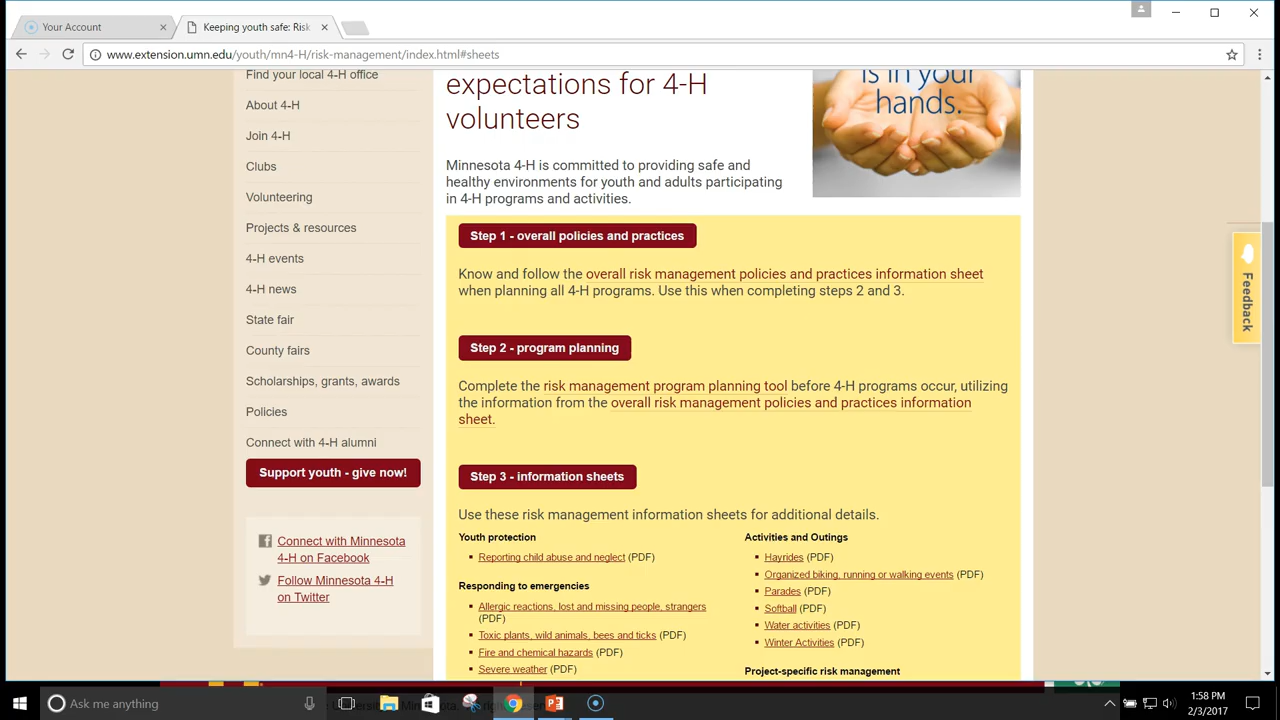 Your Account
Keeping youth safe: Risk
www.extension.umn.edu/youth/mn4-H/risk-management/index.html#sheets
Find your local 4-H office
About 4-H
Join 4-H
Clubs
Volunteering
Projects & resources
4-H events
4-H news
State fair
County fairs
Scholarships, grants, awards
Policies
Connect with 4-H alumni
Support youth - give now!
Connect with Minnesota
4-H on Facebook
Follow Minnesota 4-H
on Twitter
expectations for 4-H
volunteers
is in your
hands.
Minnesota 4-H is committed to providing safe and
healthy environments for youth and adults participating
in 4-H programs and activities.
Step 1 - overall policies and practices
Know and follow the overall risk management policies and practices information sheet
when planning all 4-H programs. Use this when completing steps 2 and 3.
Step 2 - program planning
Complete the risk management program planning tool before 4-H programs occur, utilizing
the information from the overall risk management policies and practices information
sheet.
Step 3 - information sheets
Use these risk management information sheets for additional details.
Youth protection
Reporting child abuse and neglect (PDF)
Responding to emergencies
Allergic reactions, lost and missing people, strangers
(PDF)
Toxic plants, wild animals, bees and ticks (PDF)
Fire and chemical hazards (PDF)
Severe weather (PDF)
Activities and Outings
Hayrides (PDF)
Organized biking, running or walking events (PDF)
Parades (PDF)
Softball (PDF)
Water activities (PDF)
Winter Activities (PDF)
Project-specific risk management
Feedback
Ask me anything
1:58 PM
2/3/2017